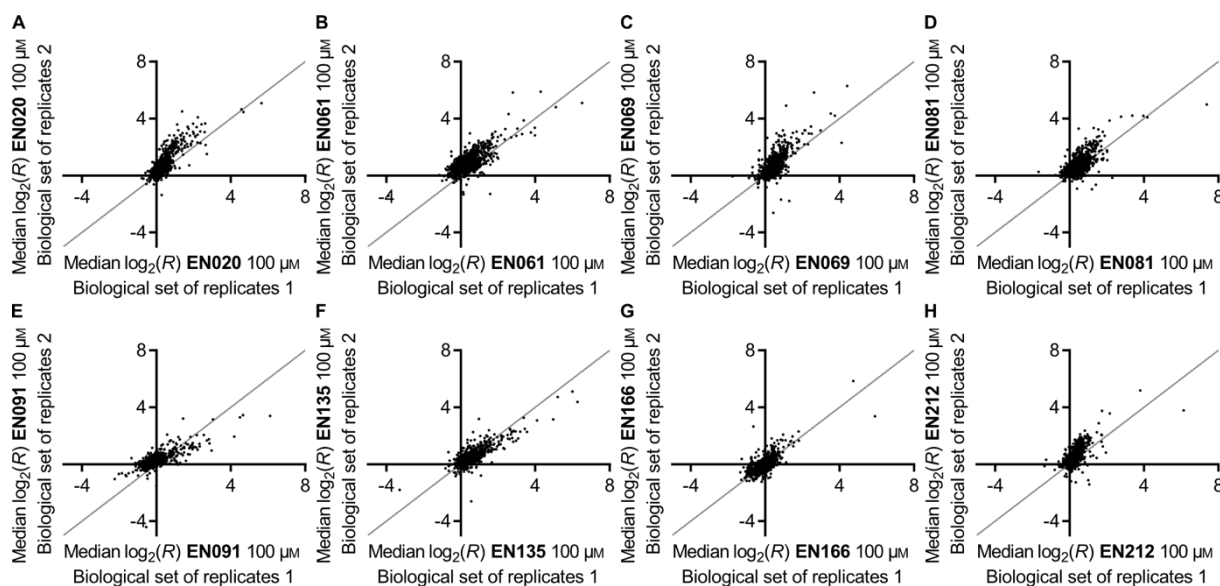 A
Median log2(R) EN020 100 µM
Biological set of replicates 2
8
4
-4
4
8
-4
Median log2(R) EN020 100 µM
Biological set of replicates 1
B
Median log2(R) EN061 100 µM
Biological set of replicates 2
8
4
-4
4
8
-4
Median log2(R) EN061 100 µM
Biological set of replicates 1
C
Median log2(R) EN069 100 µM
Biological set of replicates 2
8
4
-4
4
8
-4
Median log2(R) EN069 100 µM
Biological set of replicates 1
D
Median log2(R) EN081 100 µM
Biological set of replicates 2
8
4
-4
4
8
-4
Median log2(R) EN081 100 µM
Biological set of replicates 1
E
Median log2(R) EN091 100 µM
Biological set of replicates 2
8
4
-4
4
8
-4
Median log2(R) EN091 100 µM
Biological set of replicates 1
F
Median log2(R) EN135 100 µM
Biological set of replicates 2
8
4
-4
4
8
-4
Median log2(R) EN135 100 µM
Biological set of replicates 1
G
Median log2(R) EN166 100 µM
Biological set of replicates 2
8
4
-4
4
8
-4
Median log2(R) EN166 100 µM
Biological set of replicates 1
H
Median log2(R) EN212 100 µM
Biological set of replicates 2
8
4
-4
4
8
-4
Median log2(R) EN212 100 µM
Biological set of replicates 1